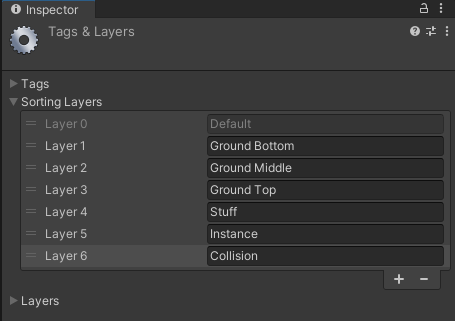 Inspector
Tags & Layers
Tags
Sorting Layers
Layer 0 Default
Layer 1 Ground Bottom
Layer 2 Ground Middle
Layer 3 Ground Top
Layer 4 Stuff
Layer 5 Instance
Layer 6 Collision
+ −
Layers